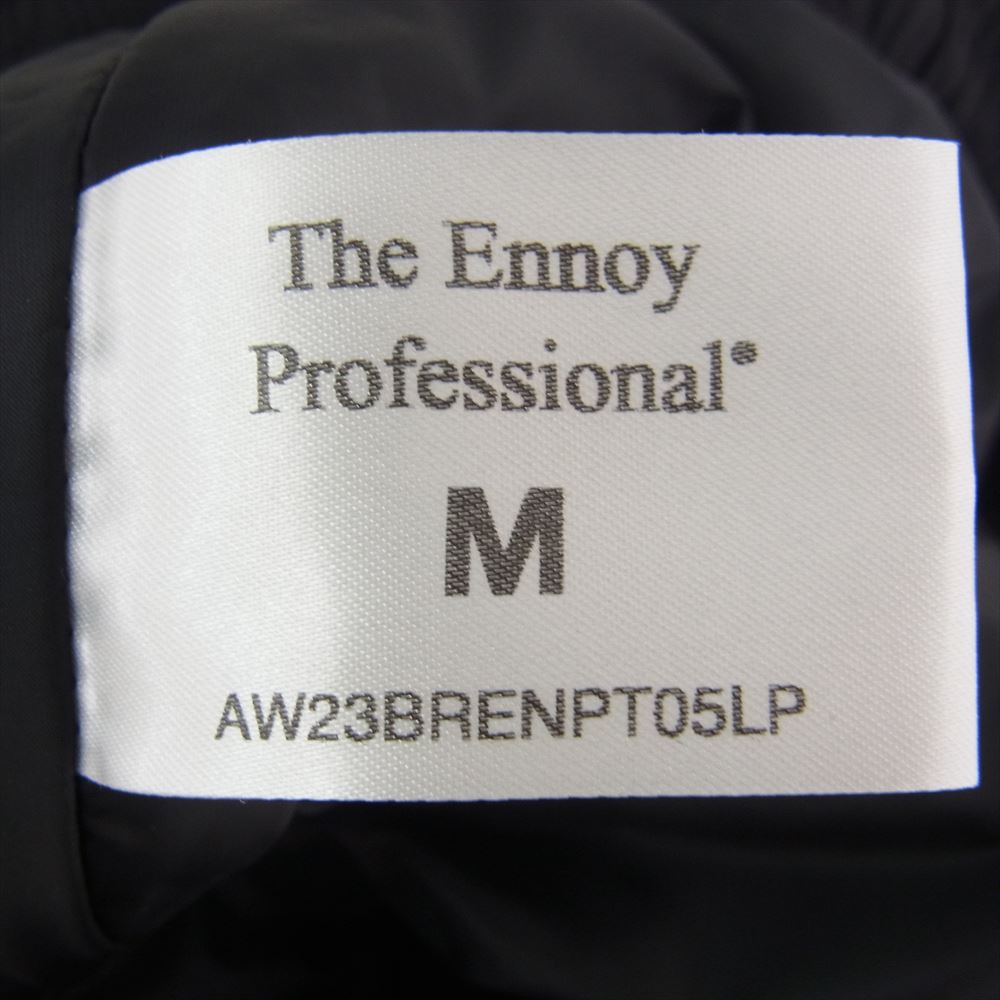 The Ennoy
Professional®
M
AW23BRENPT05LP